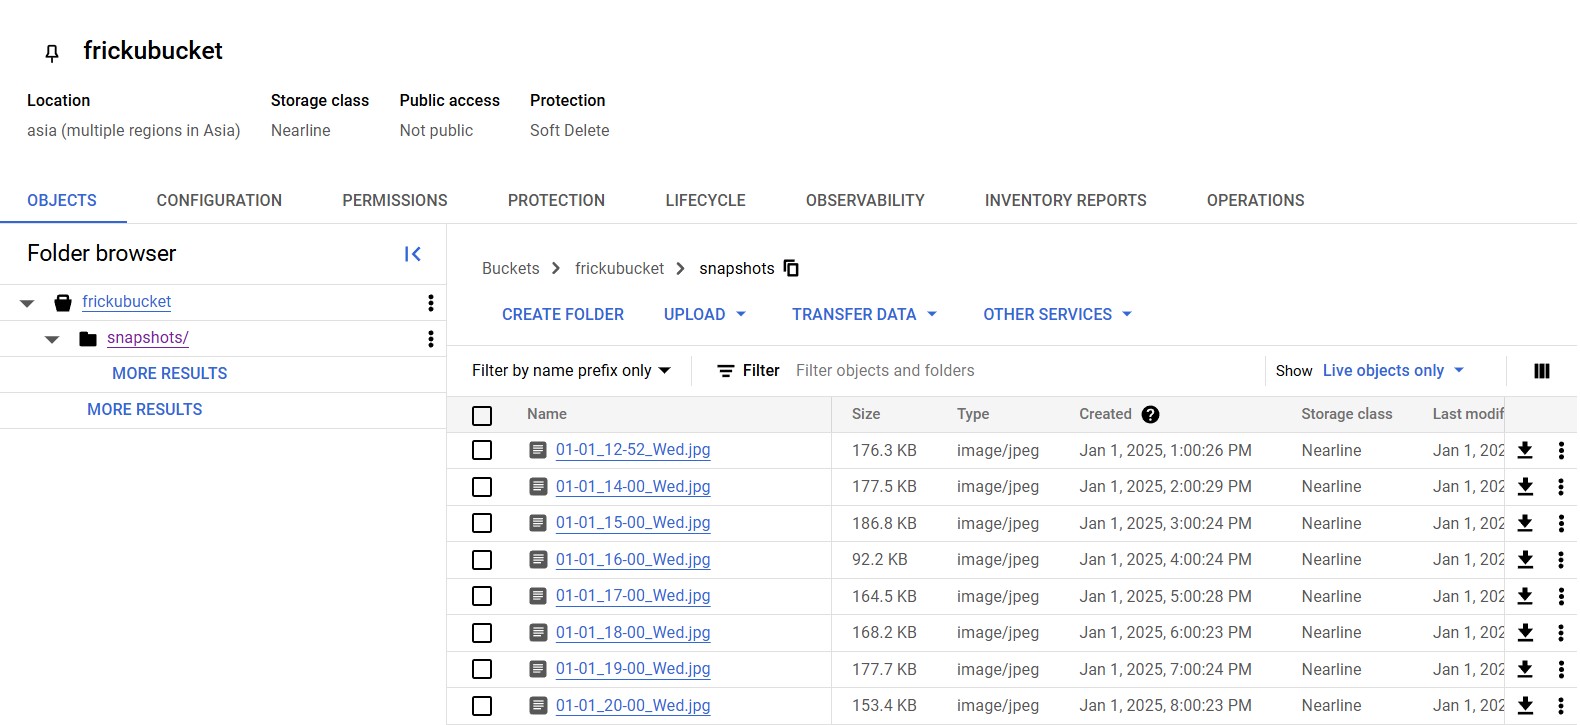 frickubucket
Location Storage class Public access Protection
asia (multiple regions in Asia) Nearline Not public Soft Delete
OBJECTS CONFIGURATION PERMISSIONS PROTECTION LIFECYCLE OBSERVABILITY INVENTORY REPORTS OPERATIONS
Folder browser
frickubucket
snapshots/
MORE RESULTS
MORE RESULTS
Buckets frickubucket snapshots
CREATE FOLDER UPLOAD TRANSFER DATA OTHER SERVICES
Filter by name prefix only Filter Filter objects and folders Show Live objects only
Name Size Type Created ? Storage class Last modif
01-01_12-52_Wed.jpg 176.3 KB image/jpeg Jan 1, 2025, 1:00:26 PM Nearline Jan 1, 202
01-01_14-00_Wed.jpg 177.5 KB image/jpeg Jan 1, 2025, 2:00:29 PM Nearline Jan 1, 202
01-01_15-00_Wed.jpg 186.8 KB image/jpeg Jan 1, 2025, 3:00:24 PM Nearline Jan 1, 202
01-01_16-00_Wed.jpg 92.2 KB image/jpeg Jan 1, 2025, 4:00:24 PM Nearline Jan 1, 202
01-01_17-00_Wed.jpg 164.5 KB image/jpeg Jan 1, 2025, 5:00:28 PM Nearline Jan 1, 202
01-01_18-00_Wed.jpg 168.2 KB image/jpeg Jan 1, 2025, 6:00:23 PM Nearline Jan 1, 202
01-01_19-00_Wed.jpg 177.7 KB image/jpeg Jan 1, 2025, 7:00:24 PM Nearline Jan 1, 202
01-01_20-00_Wed.jpg 153.4 KB image/jpeg Jan 1, 2025, 8:00:23 PM Nearline Jan 1, 202